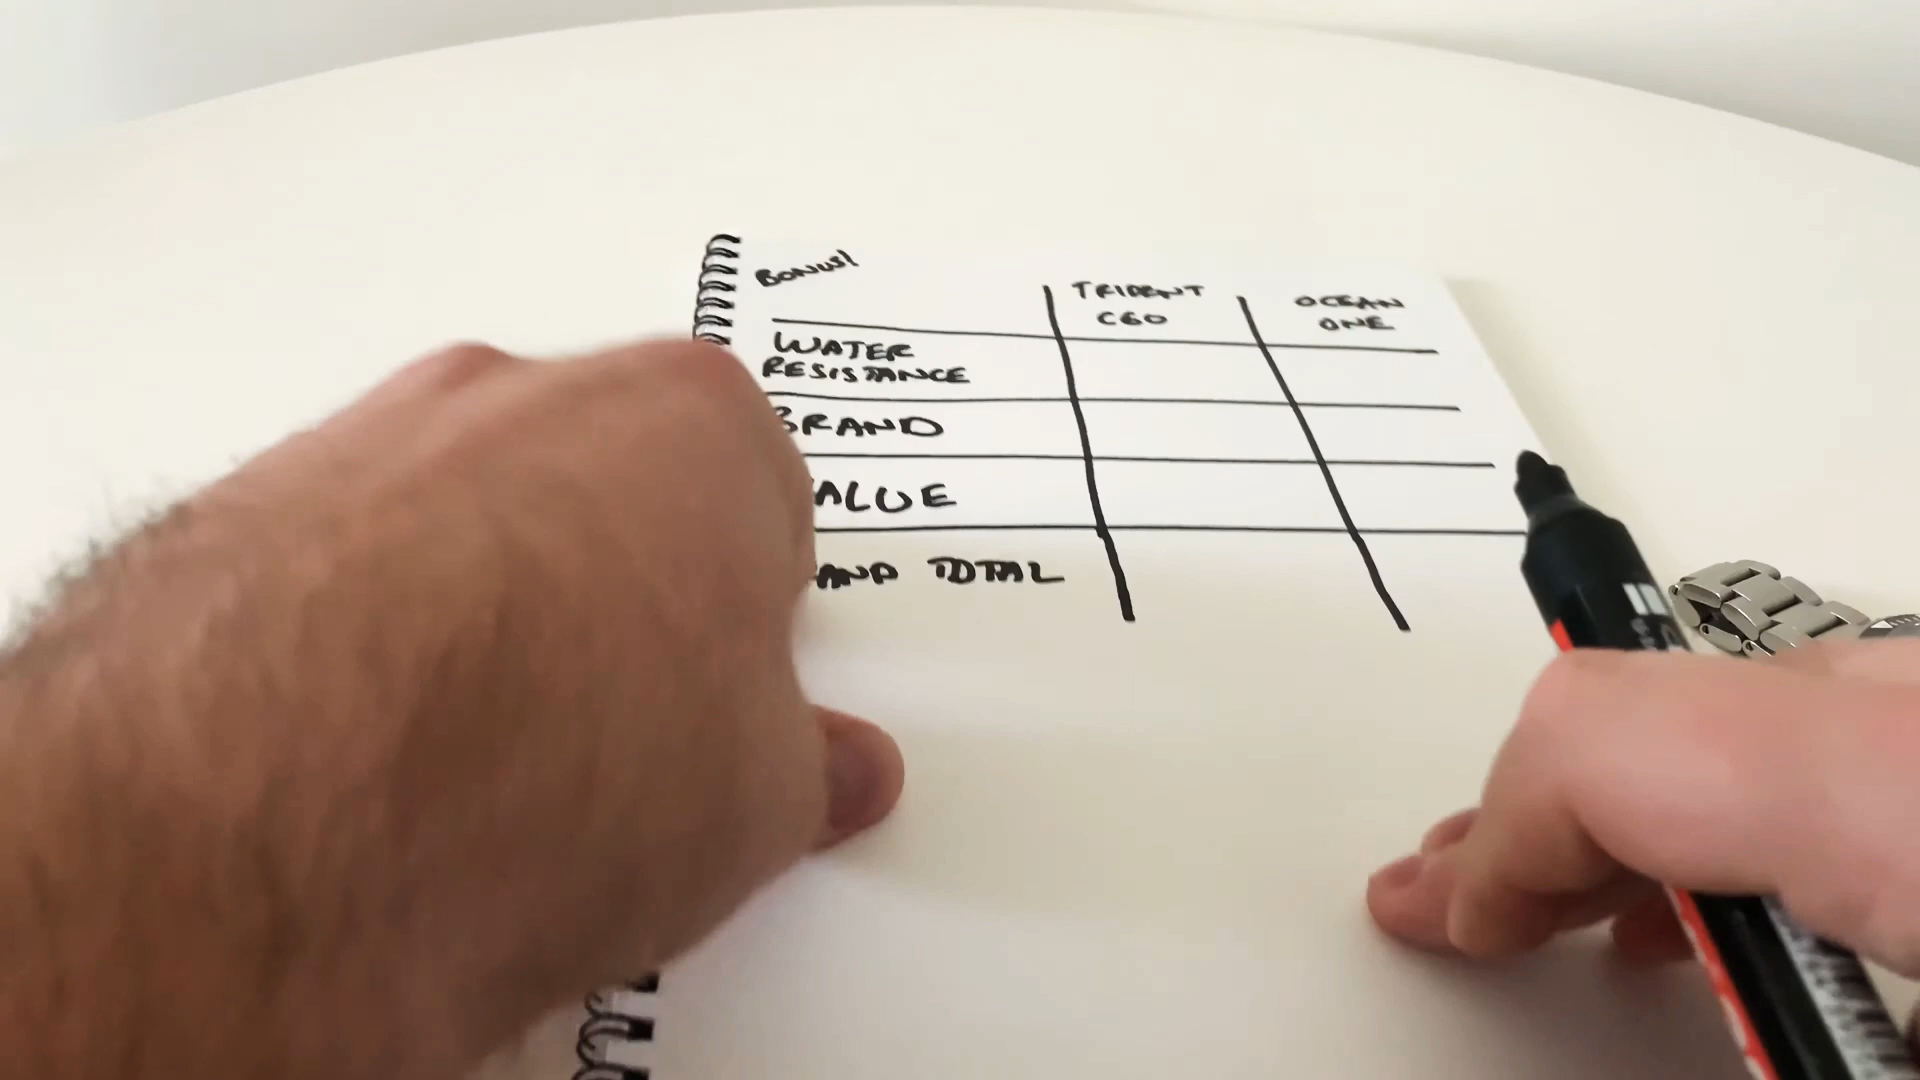 BONUS!
TRIDENT
C60
OCEAN
ONE
WATER
RESISTANCE
BRAND
ALUE
AND TOTAL